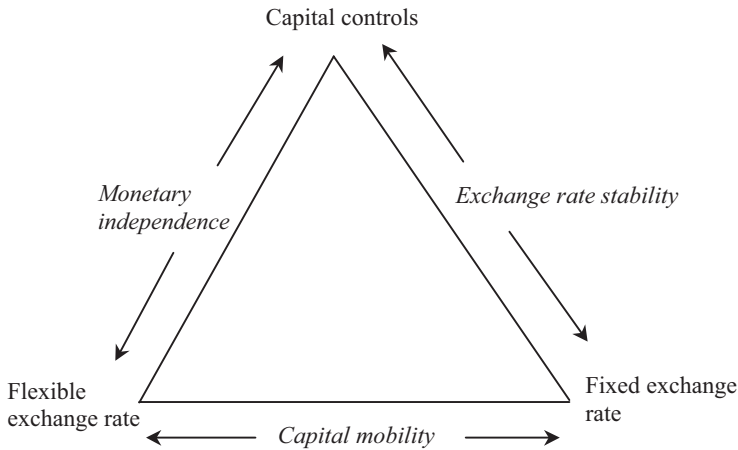 Capital controls
Monetary
independence
Exchange rate stability
Flexible
exchange rate
Fixed exchange
rate
Capital mobility